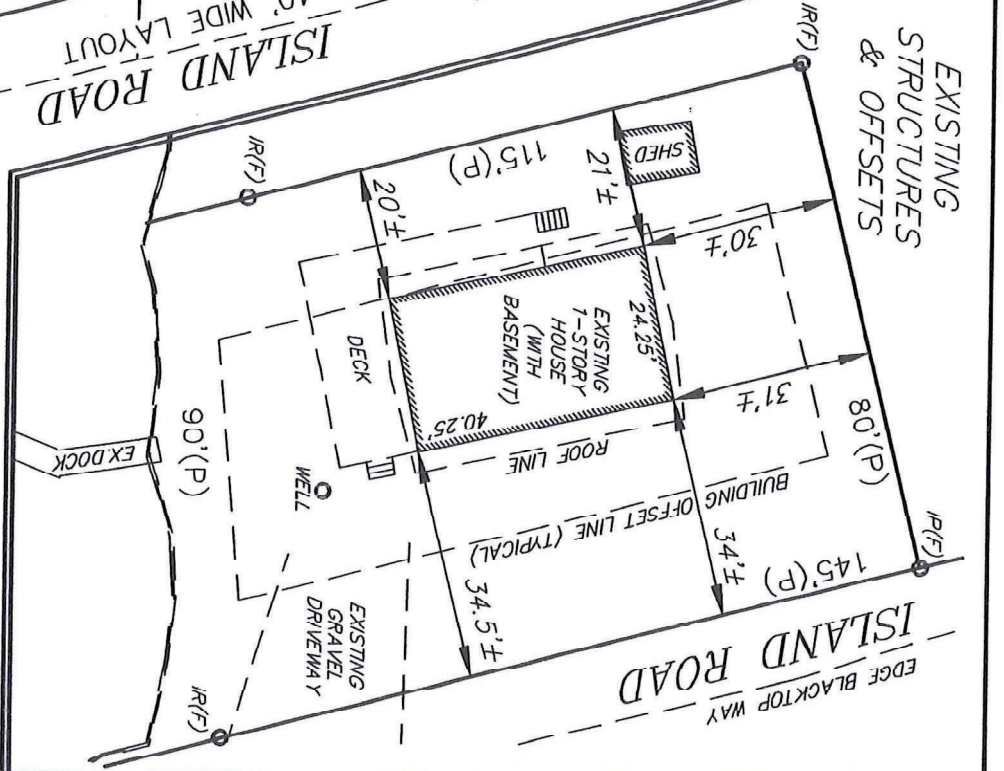 EXISTING
STRUCTURES
& OFFSETS
ISLAND ROAD
WIDE LAYOUT
IR(F)
IR(F)
115'(P)
SHED
21'±
20'±
30'±
31'±
80'(P)
IP(F)
24.25'
EXISTING
1-STORY
HOUSE
(WITH
BASEMENT)
40.25'
DECK
ROOF LINE
WELL
90'(P)
EX.DOCK
BUILDING OFFSET LINE (TYPICAL)
34'±
34.5'±
145'(P)
EXISTING
GRAVEL
DRIVEWAY
IR(F)
ISLAND ROAD
EDGE BLACKTOP WAY